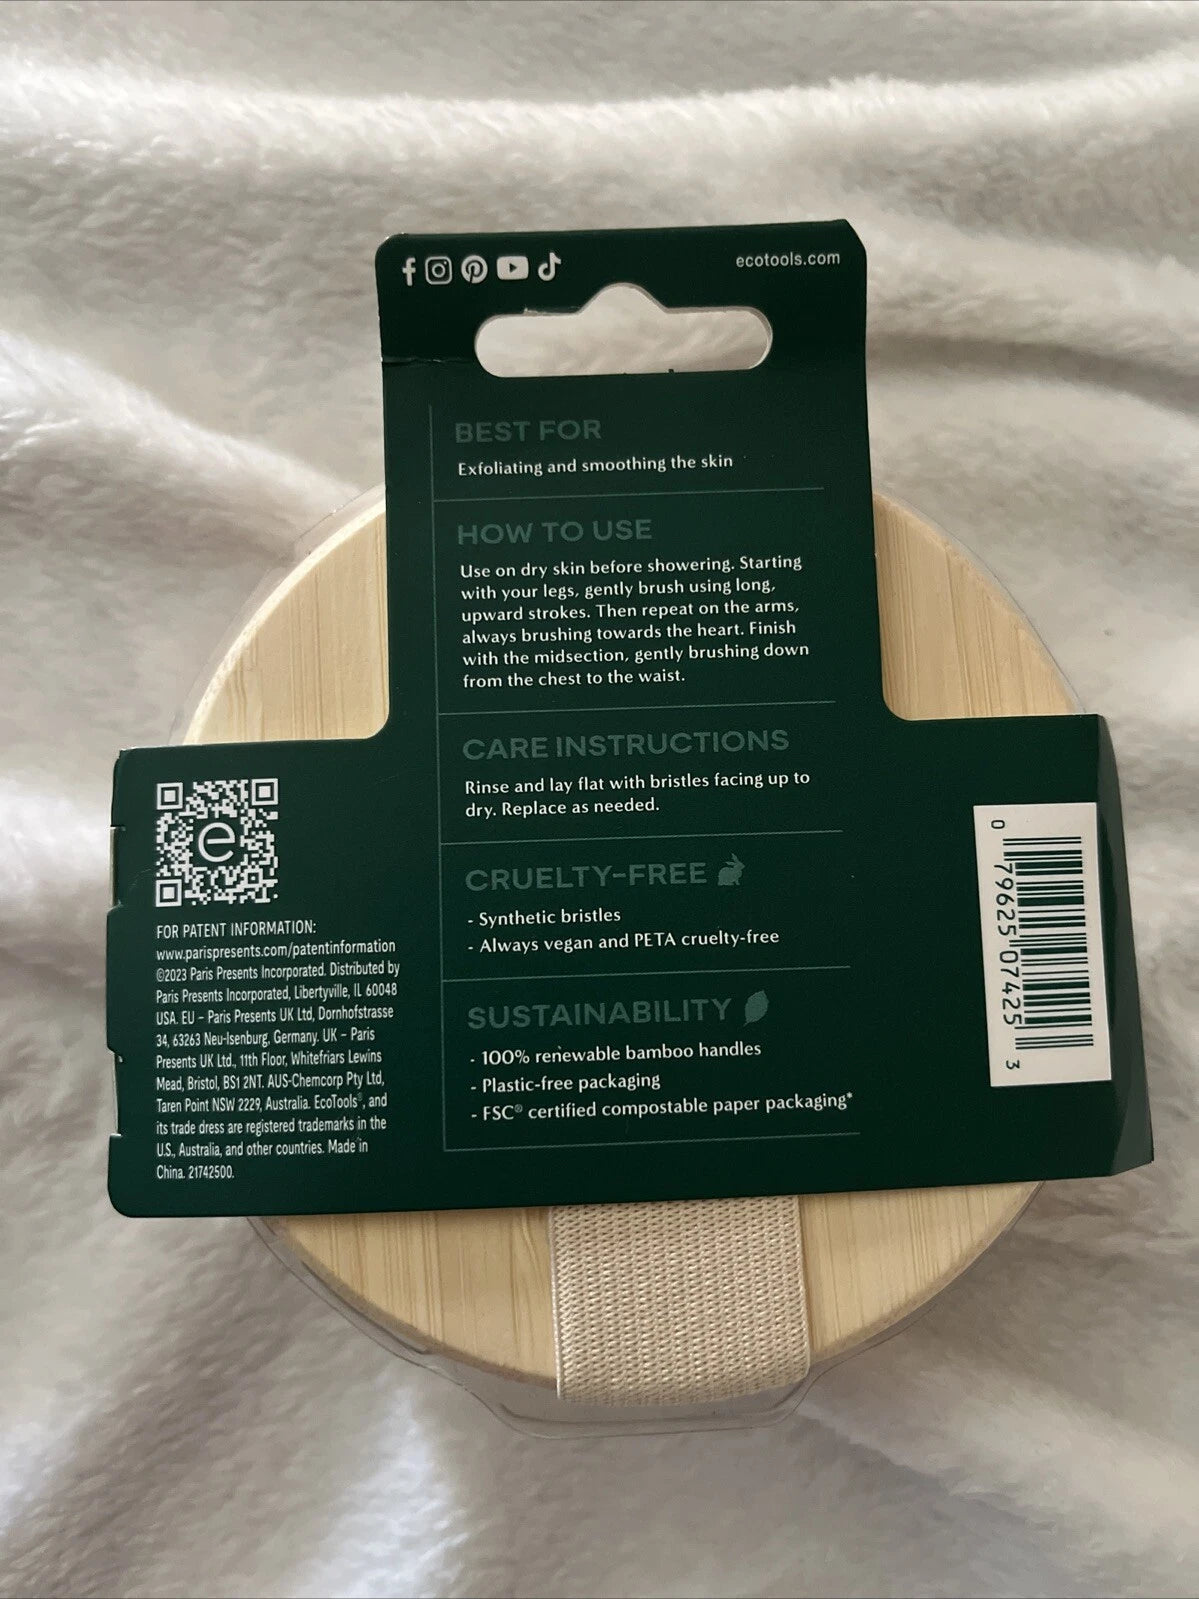 ecotools.com
BEST FOR
Exfoliating and smoothing the skin
HOW TO USE
Use on dry skin before showering. Starting
with your legs, gently brush using long,
upward strokes. Then repeat on the arms,
always brushing towards the heart. Finish
with the midsection, gently brushing down
from the chest to the waist.
CARE INSTRUCTIONS
Rinse and lay flat with bristles facing up to
dry. Replace as needed.
CRUELTY-FREE
- Synthetic bristles
- Always vegan and PETA cruelty-free
SUSTAINABILITY
- 100% renewable bamboo handles
- Plastic-free packaging
- FSC® certified compostable paper packaging*
e
FOR PATENT INFORMATION:
www.parispresents.com/patentinformation
©2023 Paris Presents Incorporated. Distributed by
Paris Presents Incorporated, Libertyville, IL 60048
USA. EU – Paris Presents UK Ltd, Dornhofstrasse
34, 63263 Neu-Isenburg, Germany. UK – Paris
Presents UK Ltd., 11th Floor, Whitefriars Lewins
Mead, Bristol, BS1 2NT. AUS-Chemcorp Pty Ltd,
Taren Point NSW 2229, Australia. EcoTools®, and
its trade dress are registered trademarks in the
U.S., Australia, and other countries. Made in
China. 21742500.
0 79625 07425 3